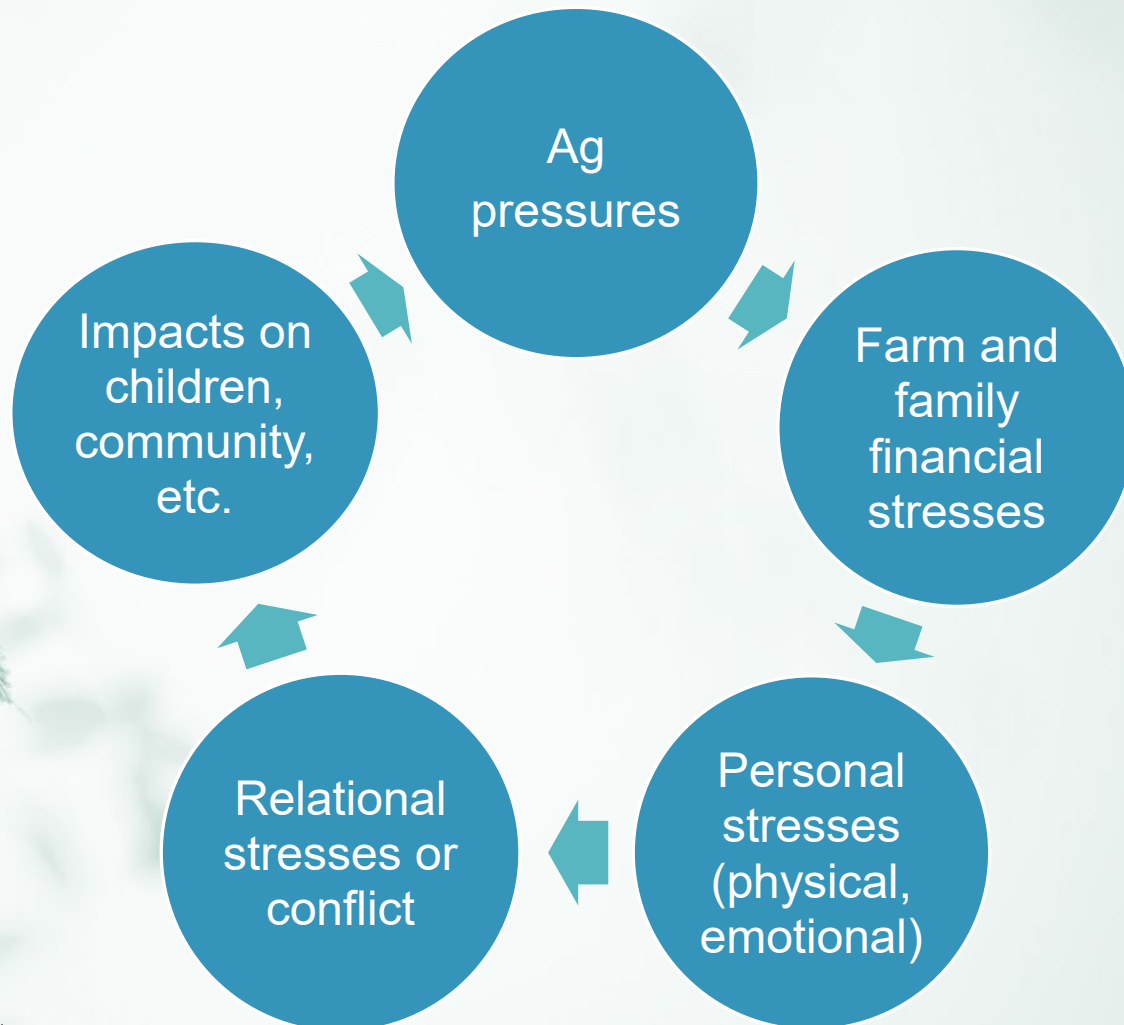 Ag
pressures
Farm and
family
financial
stresses
Personal
stresses
(physical,
emotional)
Relational
stresses or
conflict
Impacts on
children,
community,
etc.